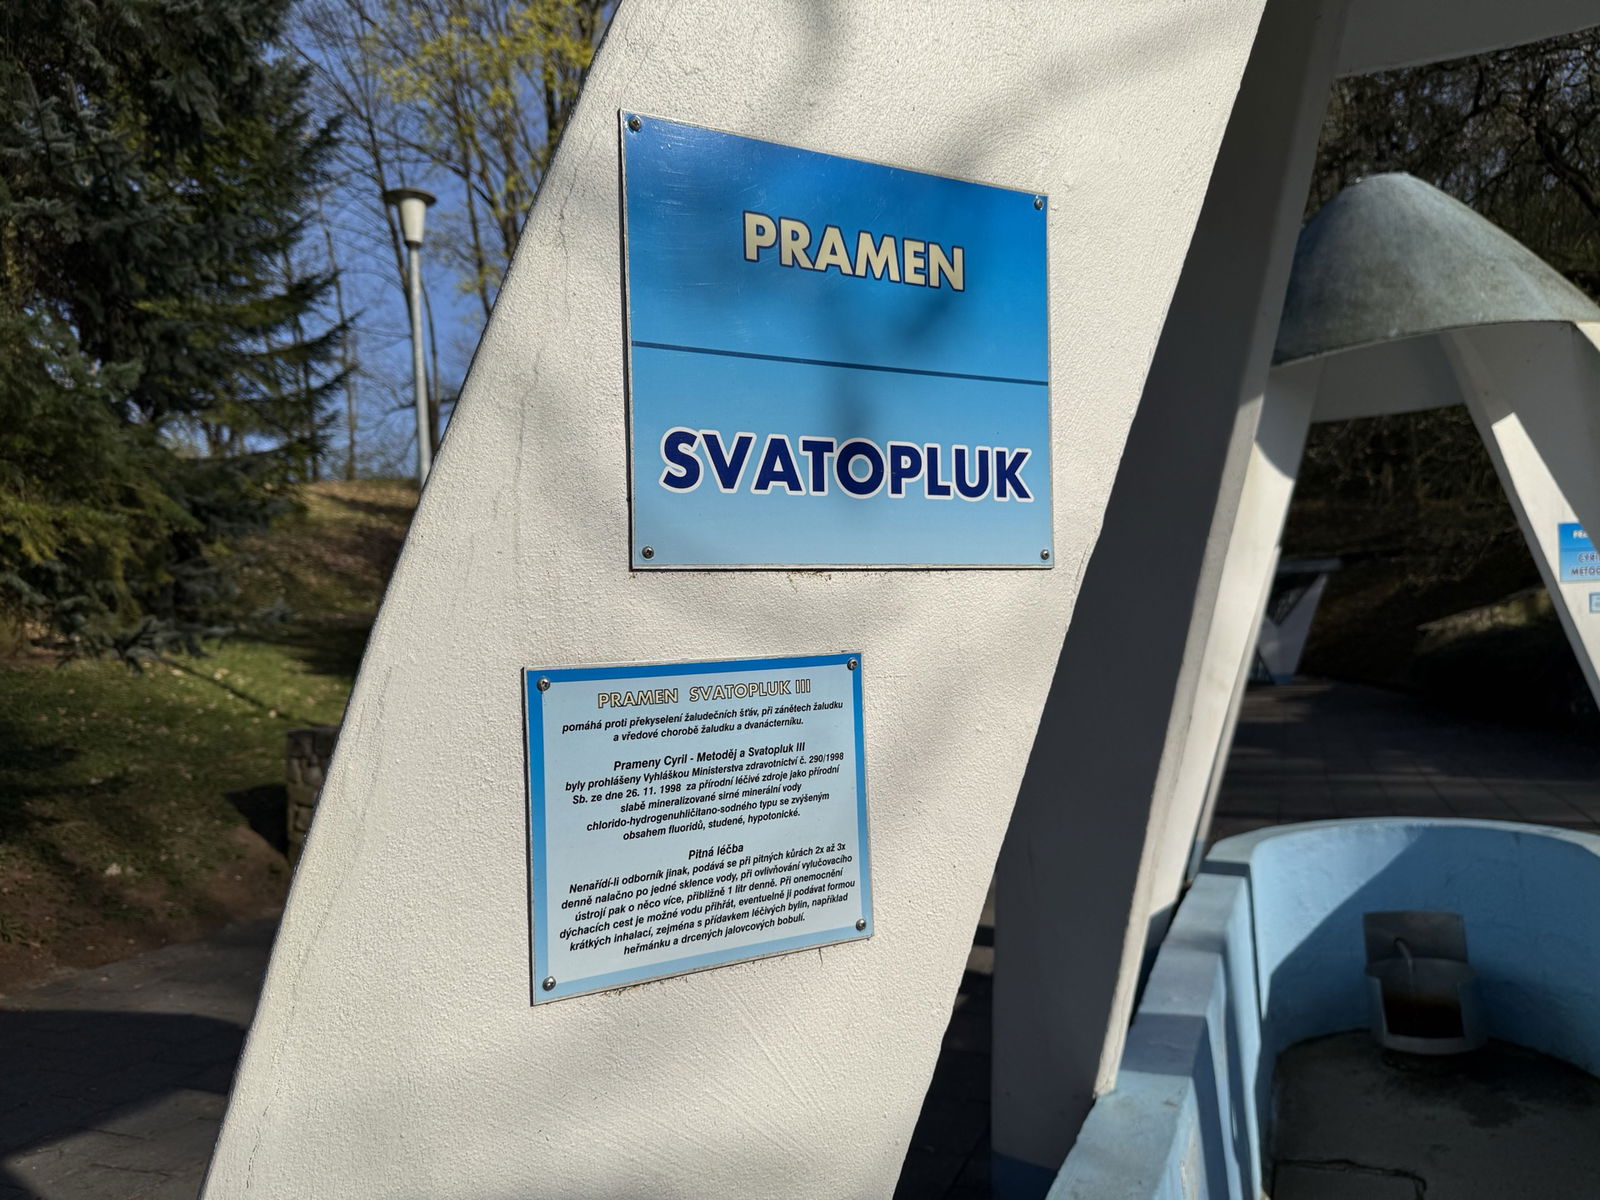 PRAMEN
SVATOPLUK
PRAMEN SVATOPLUK III
pomáhá proti překyselení žaludečních šťáv, při zánětech žaludku
a vředové chorobě žaludku a dvanácterníku.
Prameny Cyril - Metoděj a Svatopluk III
byly prohlášeny Vyhláškou Ministerstva zdravotnictví č. 290/1998
Sb. ze dne 26. 11. 1998 za přírodní léčivé zdroje jako přírodní
slabě mineralizované sirné minerální vody
chlorido-hydrogenuhličitano-sodného typu se zvýšeným
obsahem fluoridů, studené, hypotonické.
Pitná léčba
Nenařídí-li odborník jinak, podává se při pitných kůrách 2x až 3x
denně nalačno po jedné sklence vody, při ovlivňování vylučovacího
ústrojí pak o něco více, přibližně 1 litr denně. Při onemocnění
dýchacích cest je možné vodu přihřát, eventuelně ji podávat formou
krátkých inhalací, zejména s přídavkem léčivých bylin, například
heřmánku a drcených jalovcových bobulí.